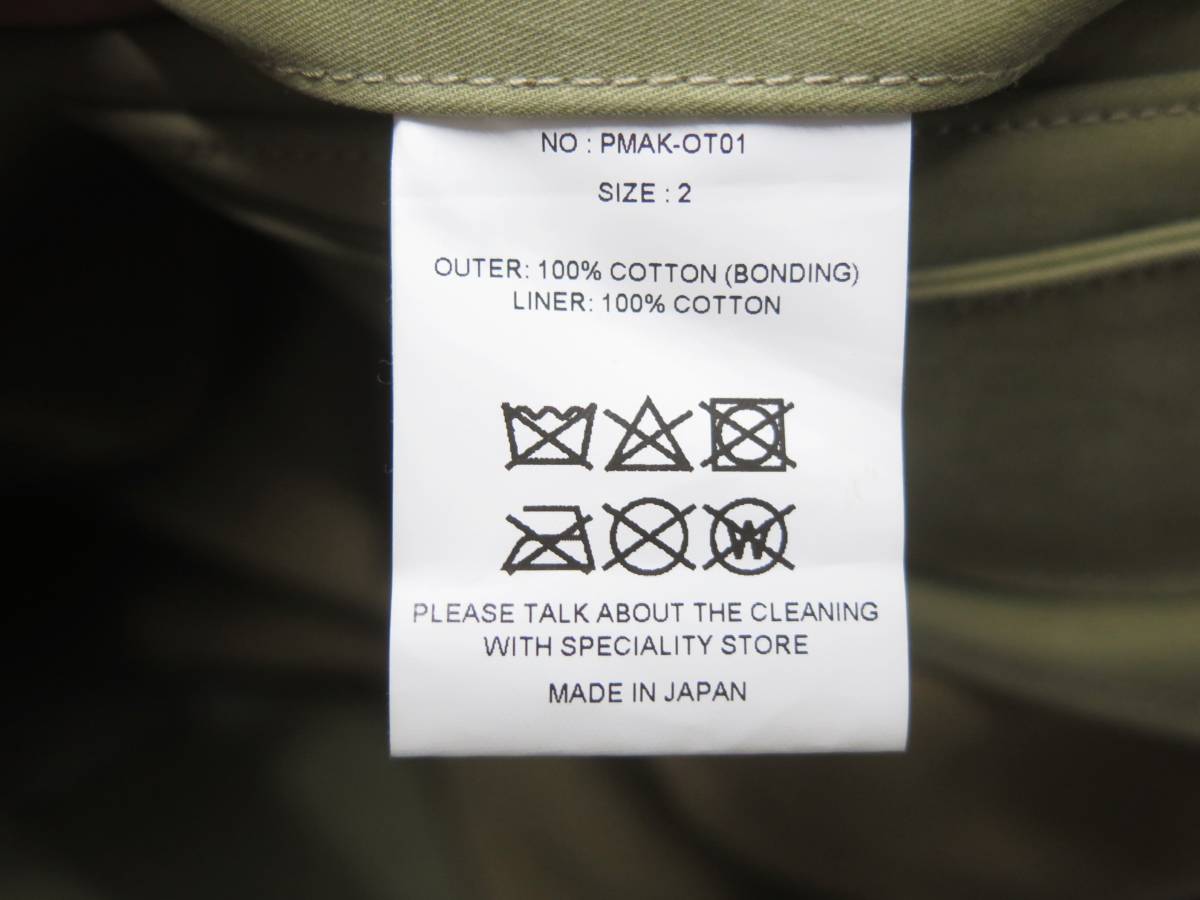 NO : PMAK-OT01
SIZE : 2
OUTER: 100% COTTON (BONDING)
LINER: 100% COTTON
W
PLEASE TALK ABOUT THE CLEANING
WITH SPECIALITY STORE
MADE IN JAPAN